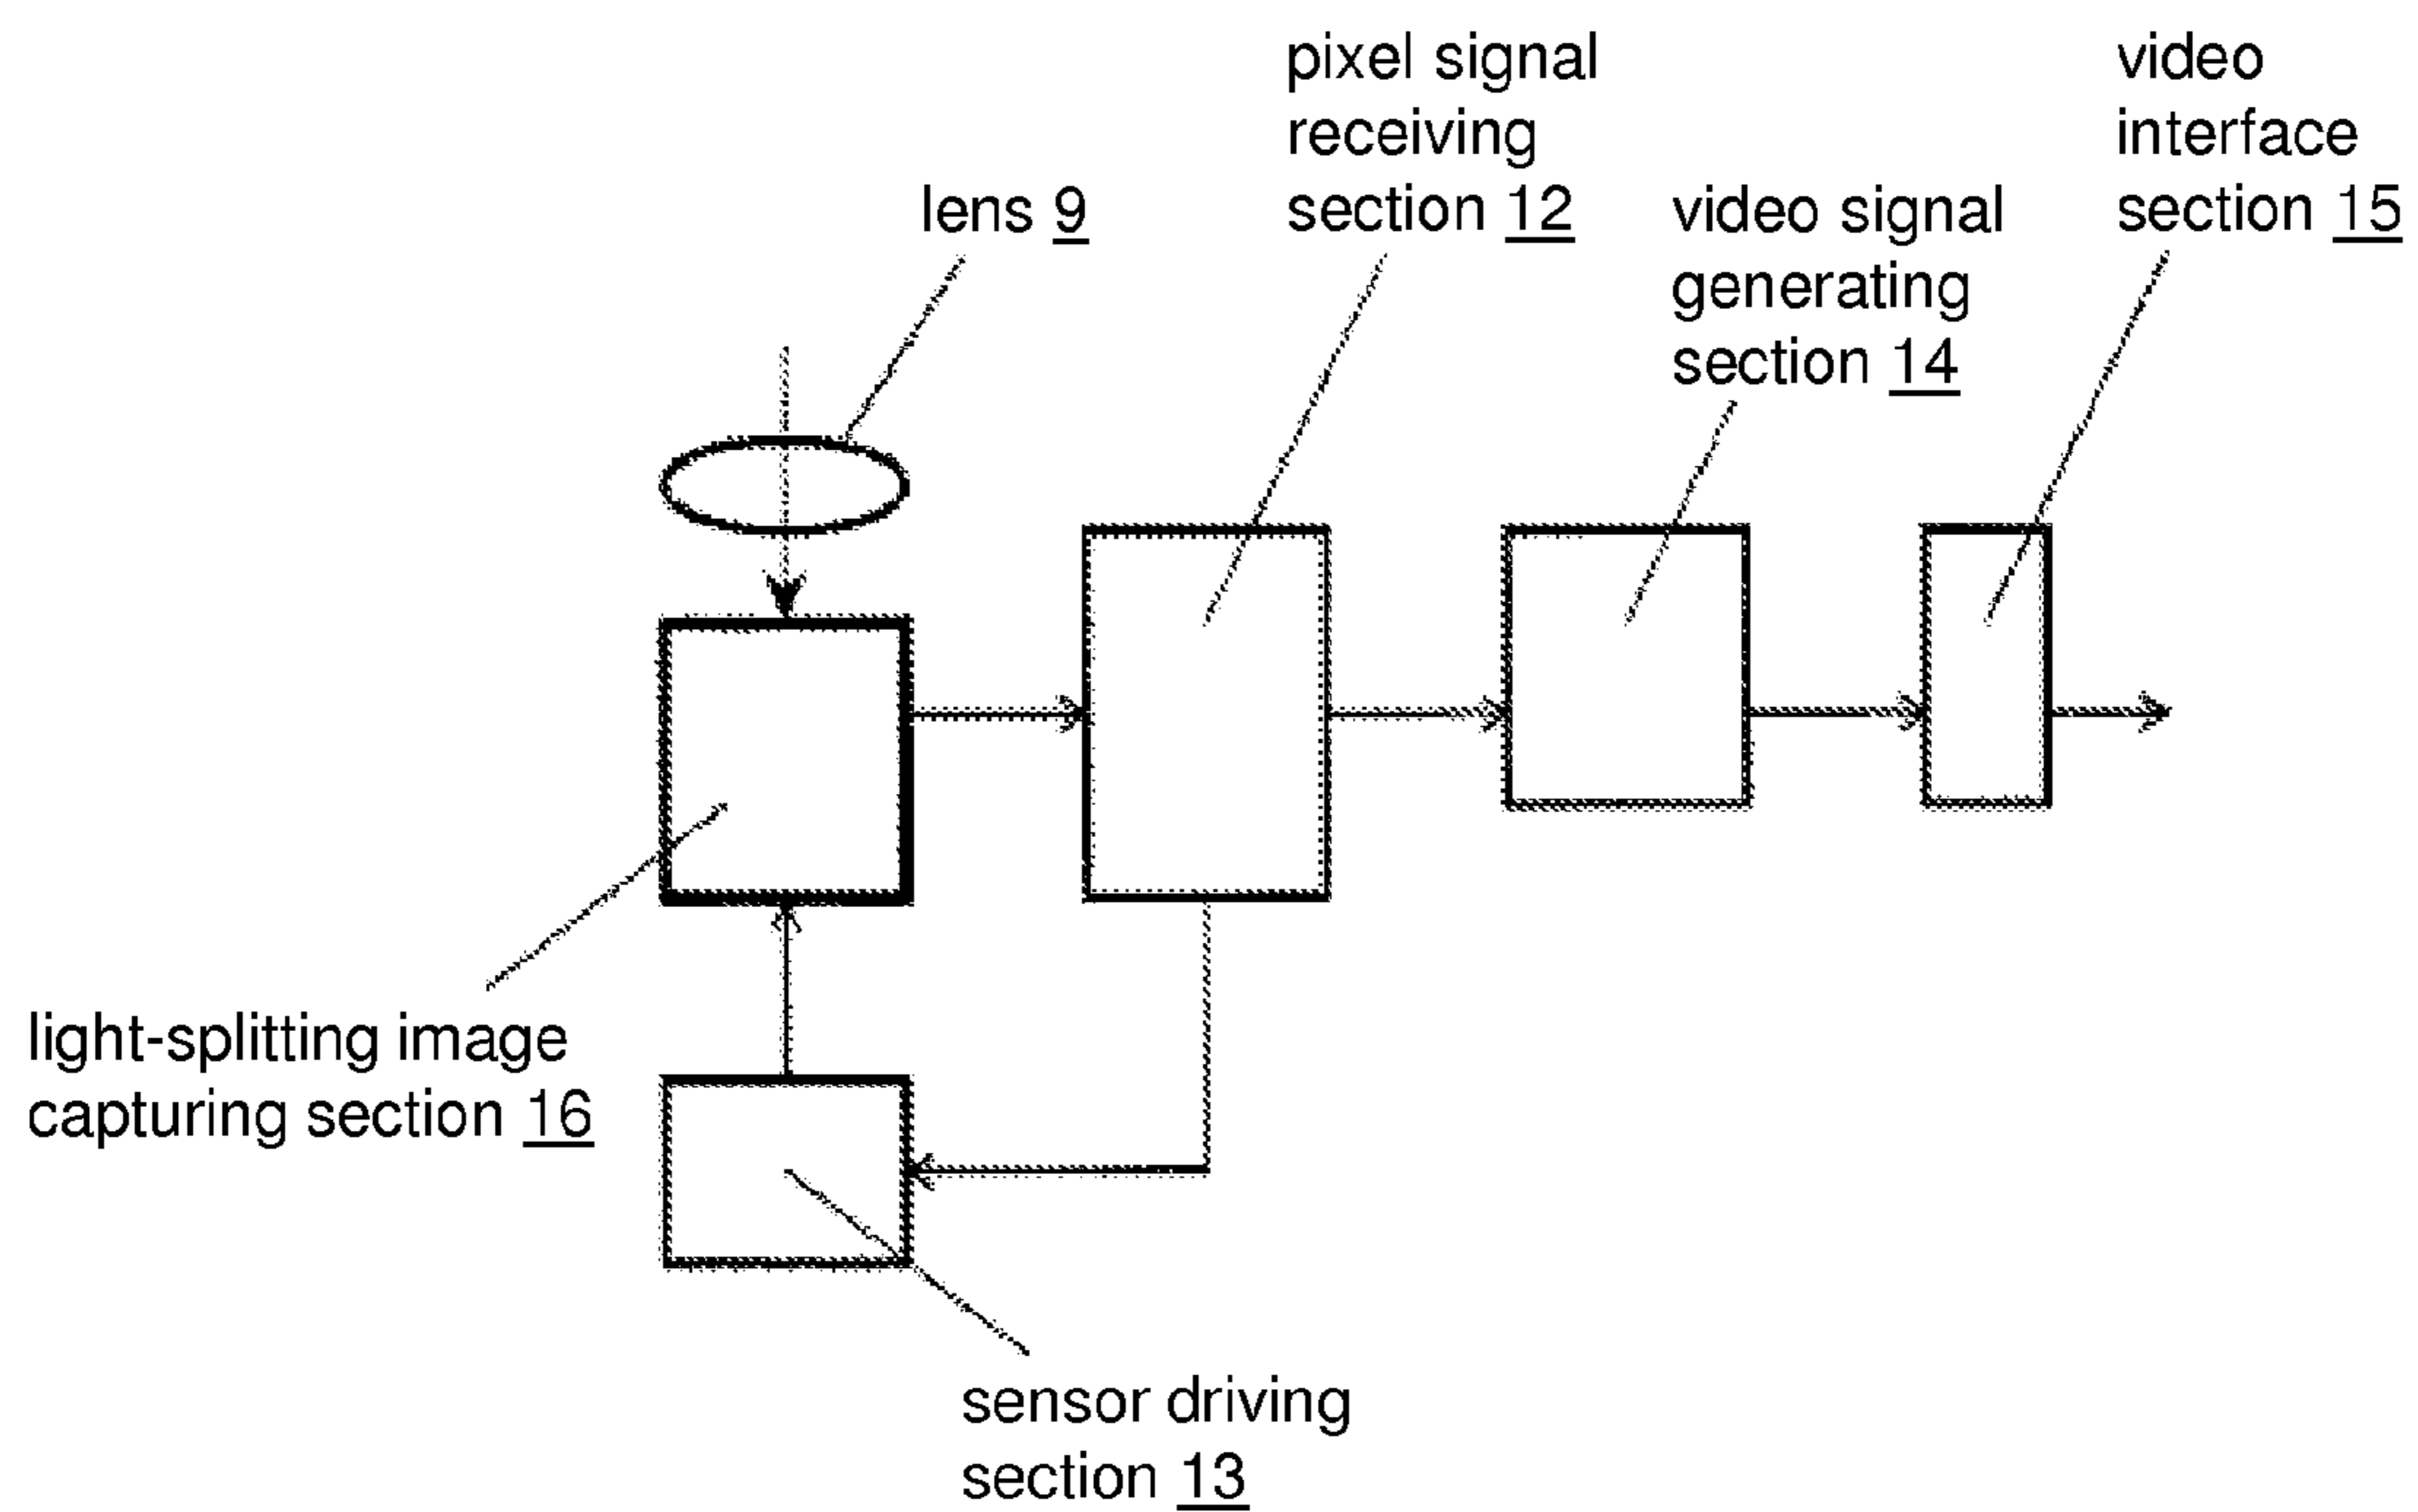 pixel signal
receiving
section 12
video
interface
section 15
lens 9
video signal
generating
section 14
light-splitting image
capturing section 16
sensor driving
section 13